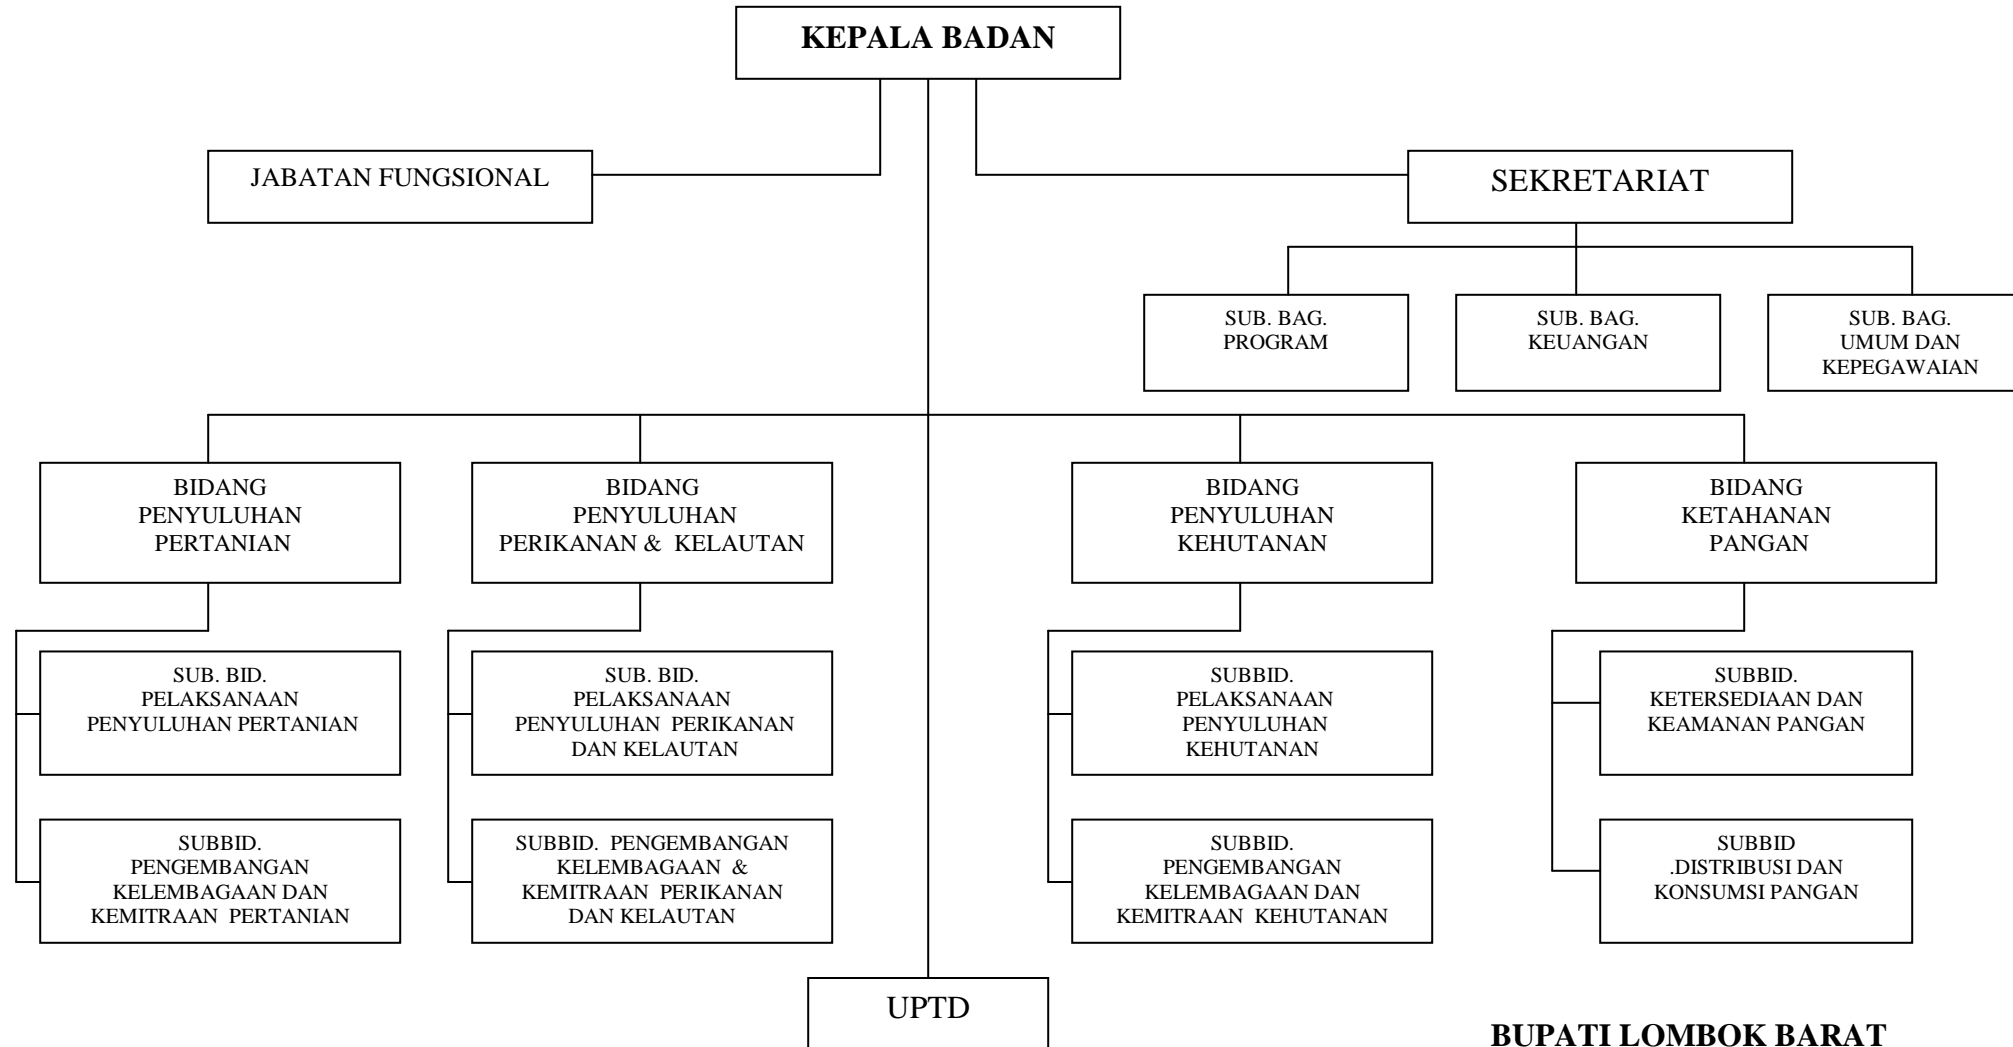 KEPALA BADAN
JABATAN FUNGSIONAL
SEKRETARIAT
SUB. BAG.
PROGRAM
SUB. BAG.
KEUANGAN
SUB. BAG.
UMUM DAN
KEPEGAWAIAN
BIDANG
PENYULUHAN
PERTANIAN
BIDANG
PENYULUHAN
PERIKANAN & KELAUTAN
BIDANG
PENYULUHAN
KEHUTANAN
BIDANG
KETAHANAN
PANGAN
SUB. BID.
PELAKSANAAN
PENYULUHAN PERTANIAN
SUB. BID.
PELAKSANAAN
PENYULUHAN PERIKANAN
DAN KELAUTAN
SUBBID.
PELAKSANAAN
PENYULUHAN
KEHUTANAN
SUBBID.
KETERSEDIAAN DAN
KEAMANAN PANGAN
SUBBID.
PENGEMBANGAN
KELEMBAGAAN DAN
KEMITRAAN PERTANIAN
SUBBID. PENGEMBANGAN
KELEMBAGAAN &
KEMITRAAN PERIKANAN
DAN KELAUTAN
SUBBID.
PENGEMBANGAN
KELEMBAGAAN DAN
KEMITRAAN KEHUTANAN
SUBBID
.DISTRIBUSI DAN
KONSUMSI PANGAN
UPTD
BUPATI LOMBOK BARAT